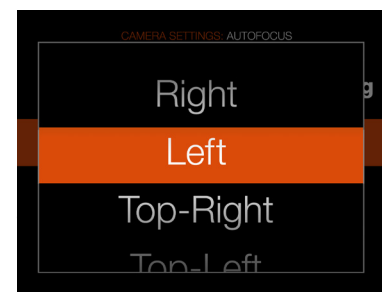 CAMERA SETTINGS: AUTOFOCUS
Right
g
Left
Top-Right
Top-Left